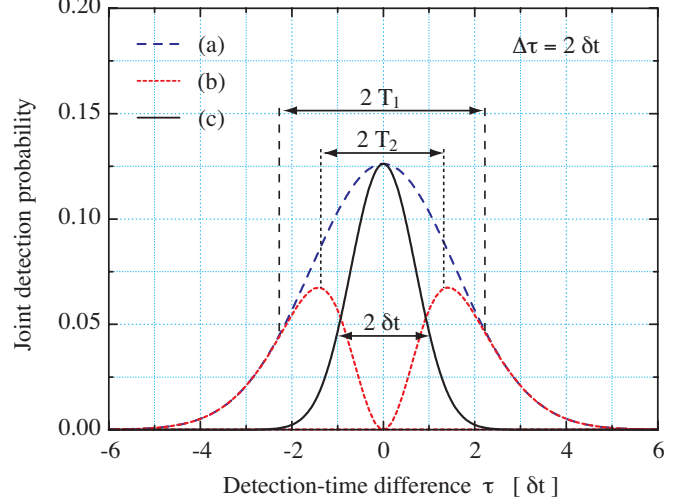 0.20
(a)
Δτ = 2 δt
(b)
0.15
(c)
2 T₁
2 T₂
0.10
0.05
2 δt
0.00
-6 -4 -2 0 2 4 6
Joint detection probability
Detection-time difference τ [ δt ]